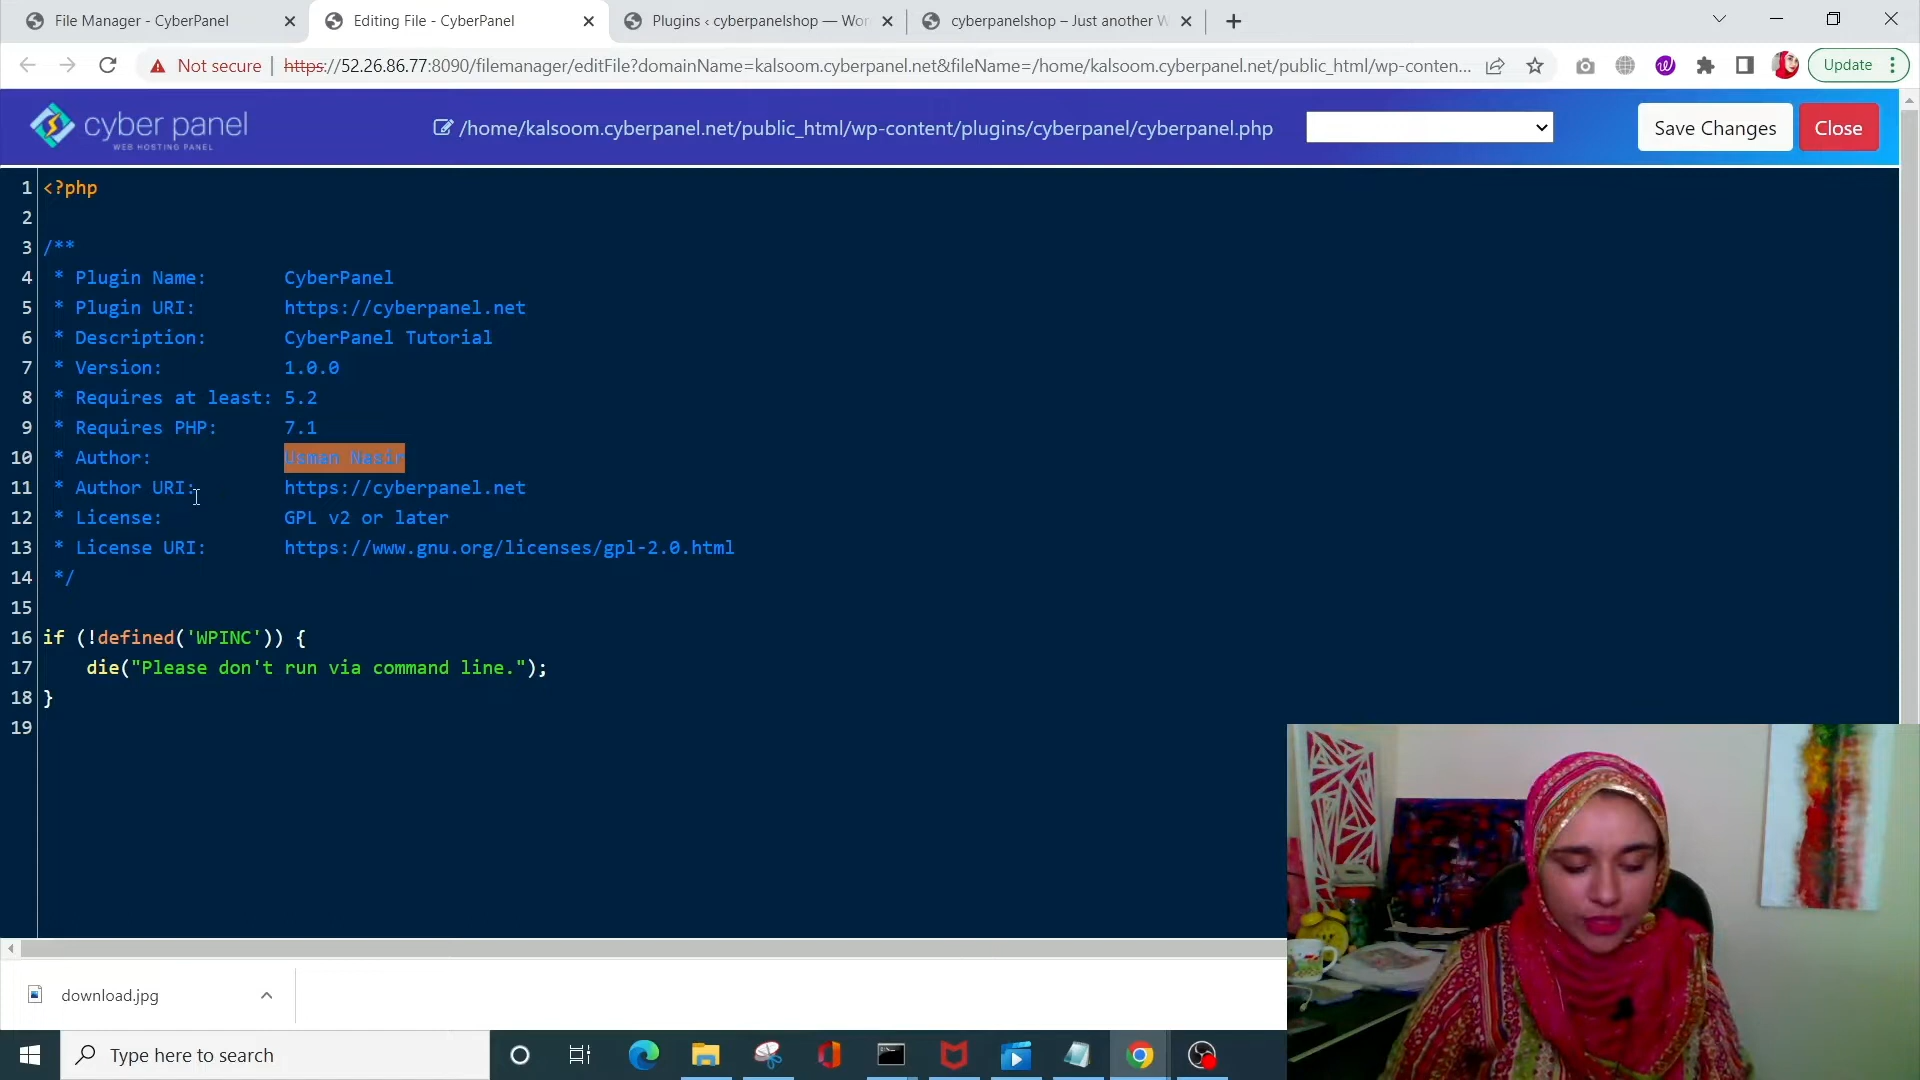 File Manager - CyberPanel
Editing File - CyberPanel
Plugins ‹ cyberpanelshop — Wor
cyberpanelshop – Just another W
Not secure
https://52.26.86.77:8090/filemanager/editFile?domainName=kalsoom.cyberpanel.net&fileName=/home/kalsoom.cyberpanel.net/public_html/wp-conten...
Update
cyber panel
WEB HOSTING PANEL
/home/kalsoom.cyberpanel.net/public_html/wp-content/plugins/cyberpanel/cyberpanel.php
Save Changes
Close
1 <?php
2
3 /**
4 * Plugin Name: CyberPanel
5 * Plugin URI: https://cyberpanel.net
6 * Description: CyberPanel Tutorial
7 * Version: 1.0.0
8 * Requires at least: 5.2
9 * Requires PHP: 7.1
10 * Author: Usman Nasir
11 * Author URI: https://cyberpanel.net
12 * License: GPL v2 or later
13 * License URI: https://www.gnu.org/licenses/gpl-2.0.html
14 */
15
16 if (!defined('WPINC')) {
17 die("Please don't run via command line.");
18 }
19
download.jpg
Type here to search